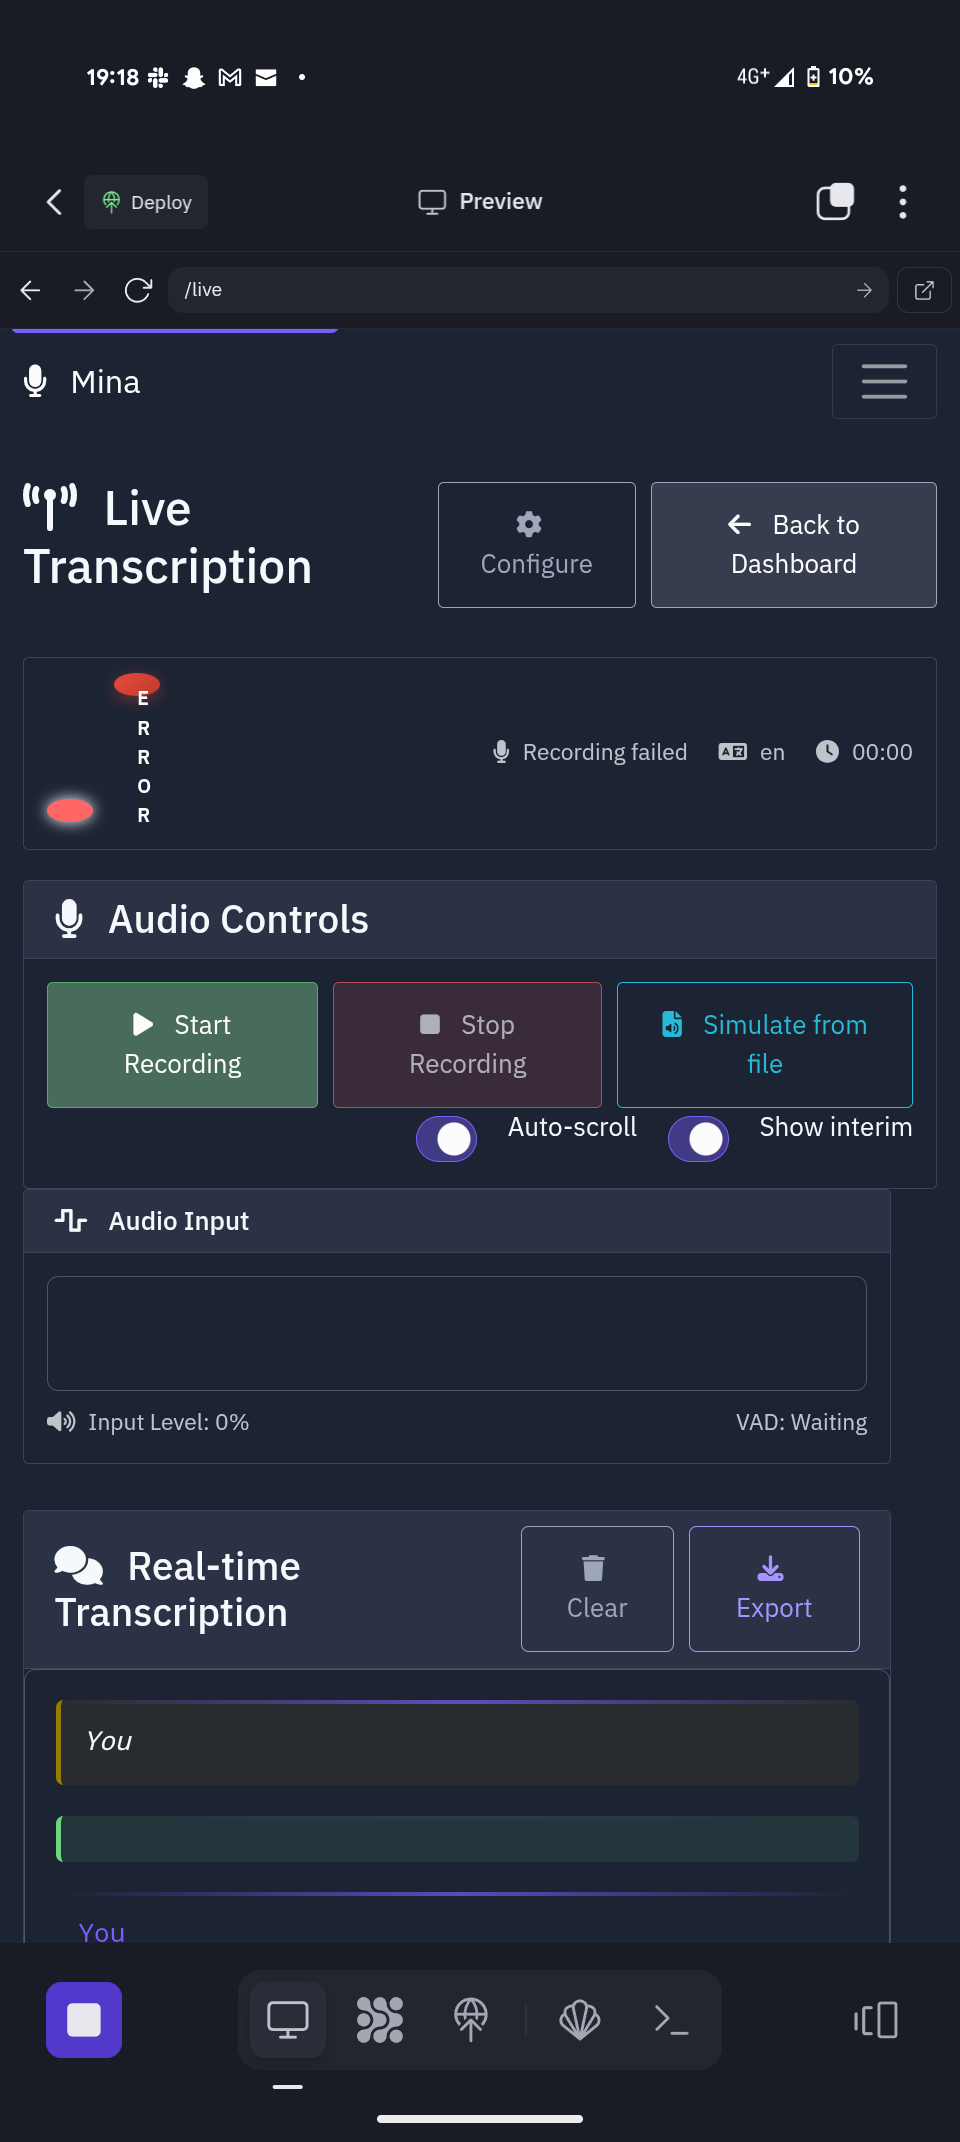 19:18
4G+ 10%
Deploy
Preview
/live
Mina
Live
Transcription
Configure
Back to
Dashboard
ERROR
Recording failed
en
00:00
Audio Controls
Start
Recording
Stop
Recording
Simulate from
file
Auto-scroll
Show interim
Audio Input
Input Level: 0%
VAD: Waiting
Real-time
Transcription
Clear
Export
You
You